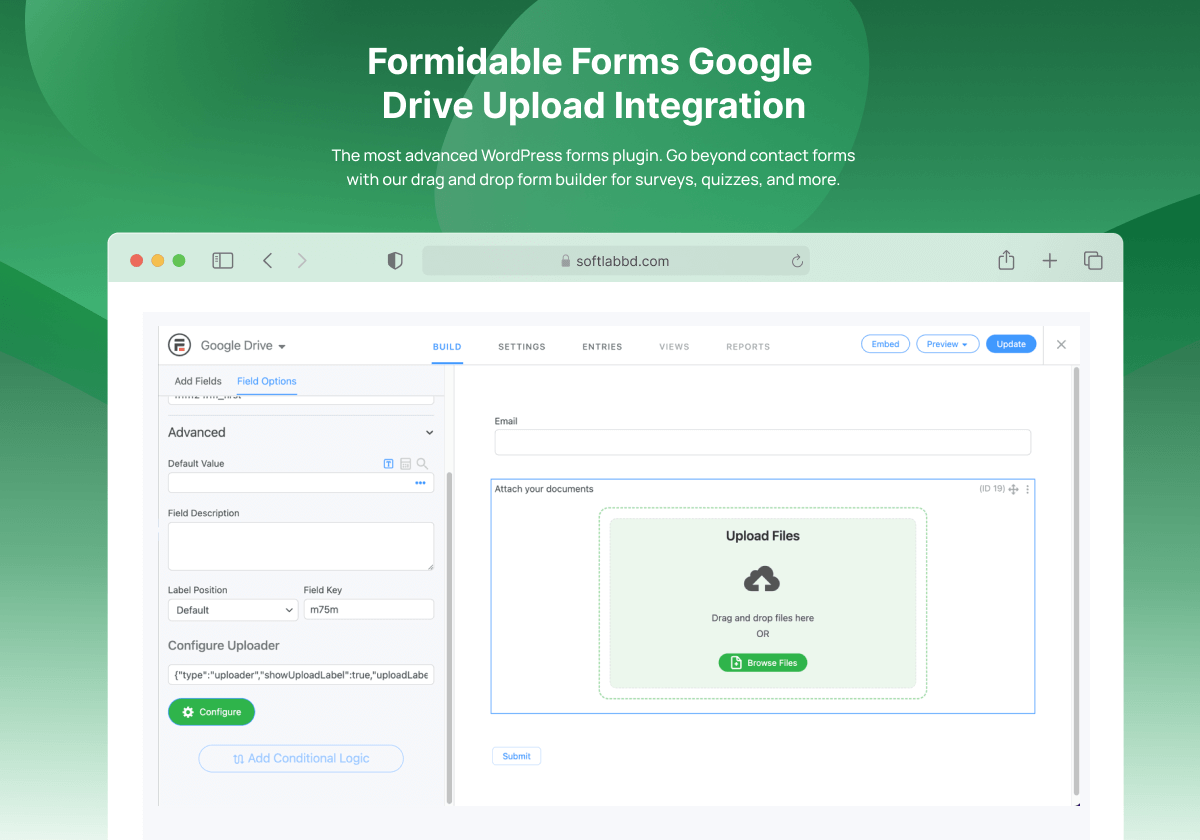 Formidable Forms Google
Drive Upload Integration
The most advanced WordPress forms plugin. Go beyond contact forms
with our drag and drop form builder for surveys, quizzes, and more.
softlabbd.com
Google Drive
BUILD SETTINGS ENTRIES VIEWS REPORTS
Embed Preview Update
Add Fields Field Options
Advanced
Default Value
Field Description
Label Position Field Key
Default m75m
Configure Uploader
{"type":"uploader","showUploadLabel":true,"uploadLabe
Configure
Add Conditional Logic
Email
Attach your documents (ID 19)
Upload Files
Drag and drop files here
OR
Browse Files
Submit